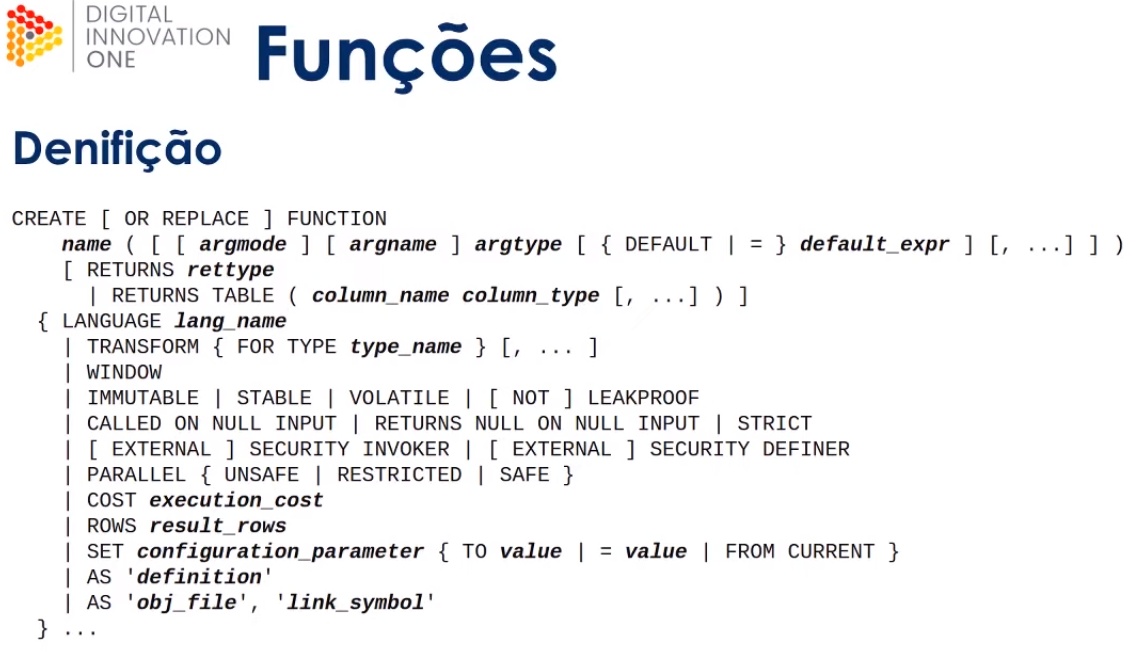 DIGITAL
INNOVATION
ONE
Funções
Denifição
CREATE [ OR REPLACE ] FUNCTION
    name ( [ [ argmode ] [ argname ] argtype [ { DEFAULT | = } default_expr ] [, ...] ] )
    [ RETURNS rettype
      | RETURNS TABLE ( column_name column_type [, ...] ) ]
  { LANGUAGE lang_name
    | TRANSFORM { FOR TYPE type_name } [, ... ]
    | WINDOW
    | IMMUTABLE | STABLE | VOLATILE | [ NOT ] LEAKPROOF
    | CALLED ON NULL INPUT | RETURNS NULL ON NULL INPUT | STRICT
    | [ EXTERNAL ] SECURITY INVOKER | [ EXTERNAL ] SECURITY DEFINER
    | PARALLEL { UNSAFE | RESTRICTED | SAFE }
    | COST execution_cost
    | ROWS result_rows
    | SET configuration_parameter { TO value | = value | FROM CURRENT }
    | AS 'definition'
    | AS 'obj_file', 'link_symbol'
  } ...